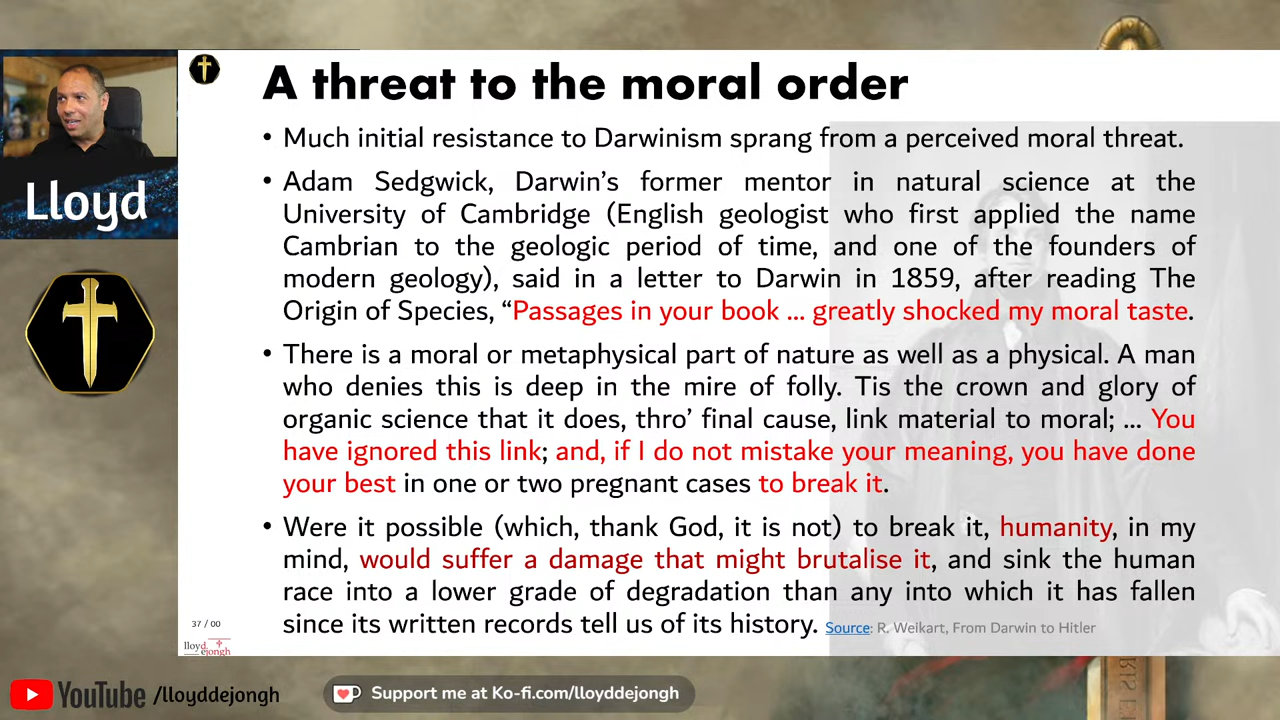 A threat to the moral order
• Much initial resistance to Darwinism sprang from a perceived moral threat.
• Adam Sedgwick, Darwin's former mentor in natural science at the
University of Cambridge (English geologist who first applied the name
Cambrian to the geologic period of time, and one of the founders of
modern geology), said in a letter to Darwin in 1859, after reading The
Origin of Species, “Passages in your book ... greatly shocked my moral taste.
• There is a moral or metaphysical part of nature as well as a physical. A man
who denies this is deep in the mire of folly. Tis the crown and glory of
organic science that it does, thro’ final cause, link material to moral; ... You
have ignored this link; and, if I do not mistake your meaning, you have done
your best in one or two pregnant cases to break it.
• Were it possible (which, thank God, it is not) to break it, humanity, in my
mind, would suffer a damage that might brutalise it, and sink the human
race into a lower grade of degradation than any into which it has fallen
since its written records tell us of its history. Source: R. Weikart, From Darwin to Hitler
Lloyd
37 / 00
lloyd
dejongh
YouTube /lloyddejongh
Support me at Ko-fi.com/lloyddejongh